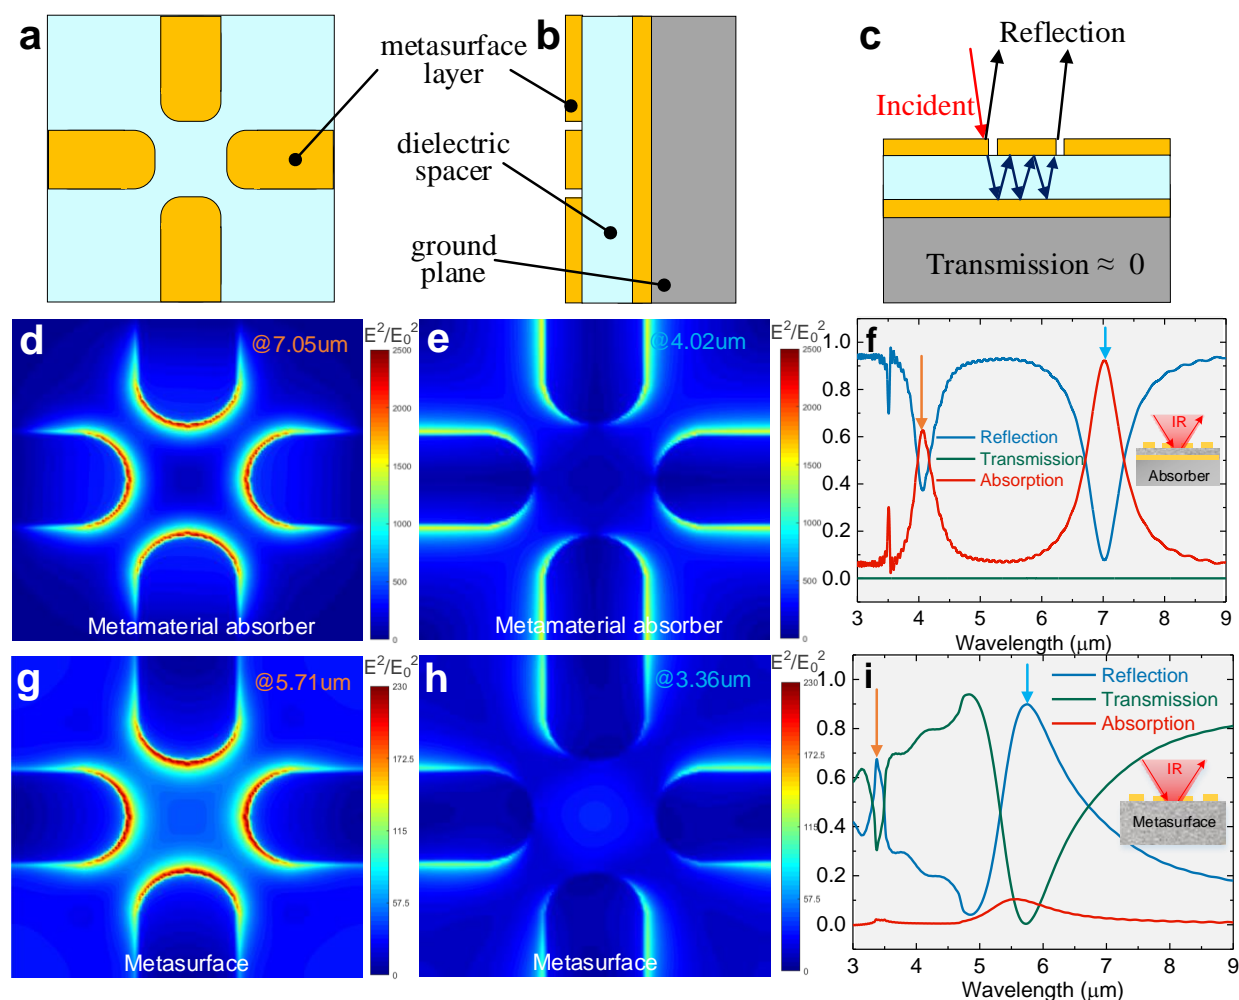 a
metasurface
layer
b
dielectric
spacer
ground
plane
c
Reflection
Incident
Transmission ≈ 0
d
@7.05um
Metamaterial absorber
E²/E₀²
2500
2000
1500
1000
500
0
e
@4.02um
Metamaterial absorber
E²/E₀²
2500
2000
1500
1000
500
0
f
1.0
0.8
0.6
0.4
0.2
0.0
Reflection
Transmission
Absorption
IR
Absorber
3 4 5 6 7 8 9
Wavelength (μm)
g
@5.71um
Metasurface
E²/E₀²
230
172.5
115
57.5
0
h
@3.36um
Metasurface
E²/E₀²
230
172.5
115
57.5
0
i
1.0
0.8
0.6
0.4
0.2
0.0
Reflection
Transmission
Absorption
IR
Metasurface
3 4 5 6 7 8 9
Wavelength (μm)